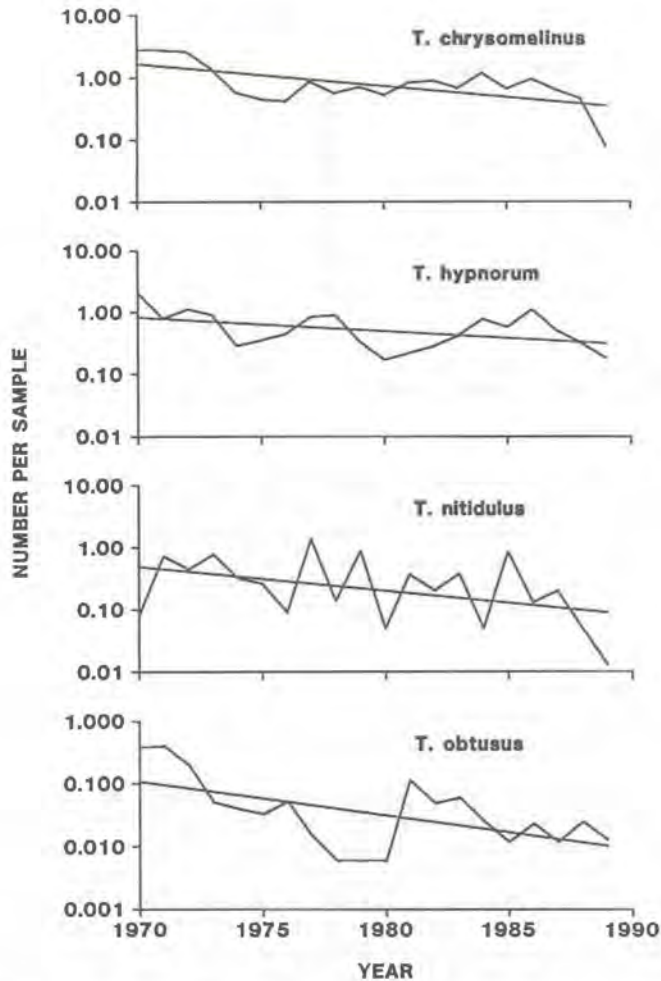 10.00
T. chrysomelinus
1.00
0.10
0.01
10.00
T. hypnorum
1.00
0.10
0.01
10.00
T. nitidulus
1.00
0.10
0.01
1.000
T. obtusus
0.100
0.010
0.001
1970 1975 1980 1985 1990
YEAR
NUMBER PER SAMPLE